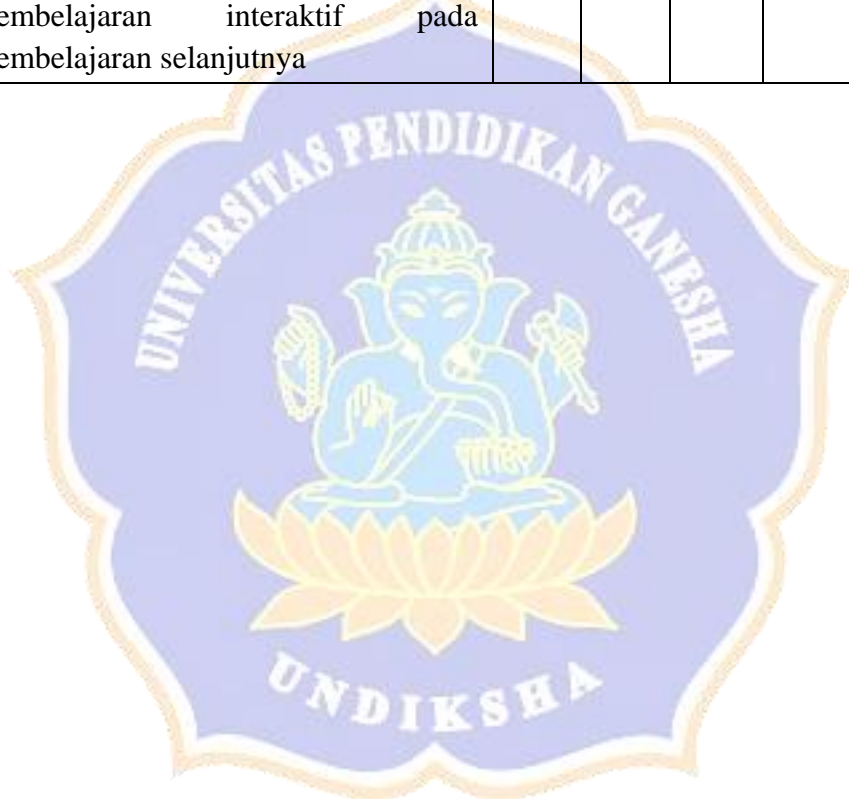 embelajaran interaktif pada
embelajaran selanjutnya
UNIVERSITAS PENDIDIKAN GANESHA
UNDIKSHA